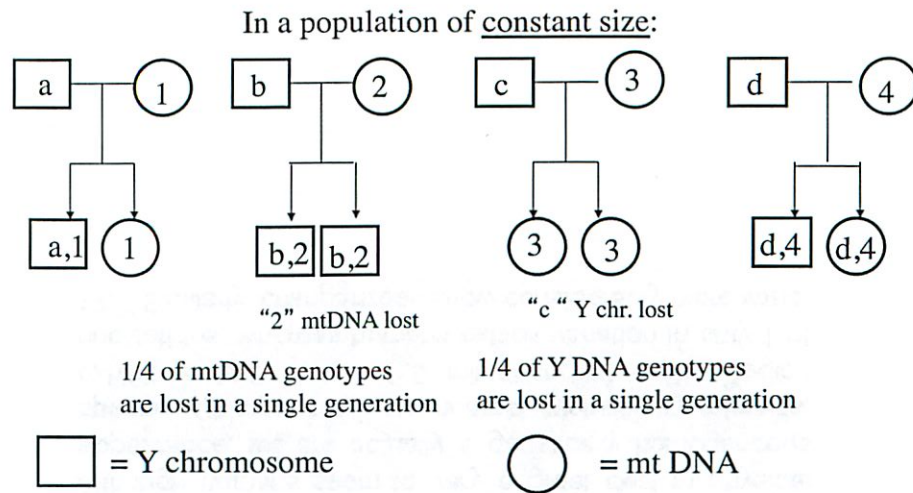 In a population of constant size:
a 1 b 2 c 3 d 4
a,1 1 b,2 b,2 3 3 d,4 d,4
“2” mtDNA lost
“c “ Y chr. lost
1/4 of mtDNA genotypes
are lost in a single generation
1/4 of Y DNA genotypes
are lost in a single generation
= Y chromosome
= mt DNA